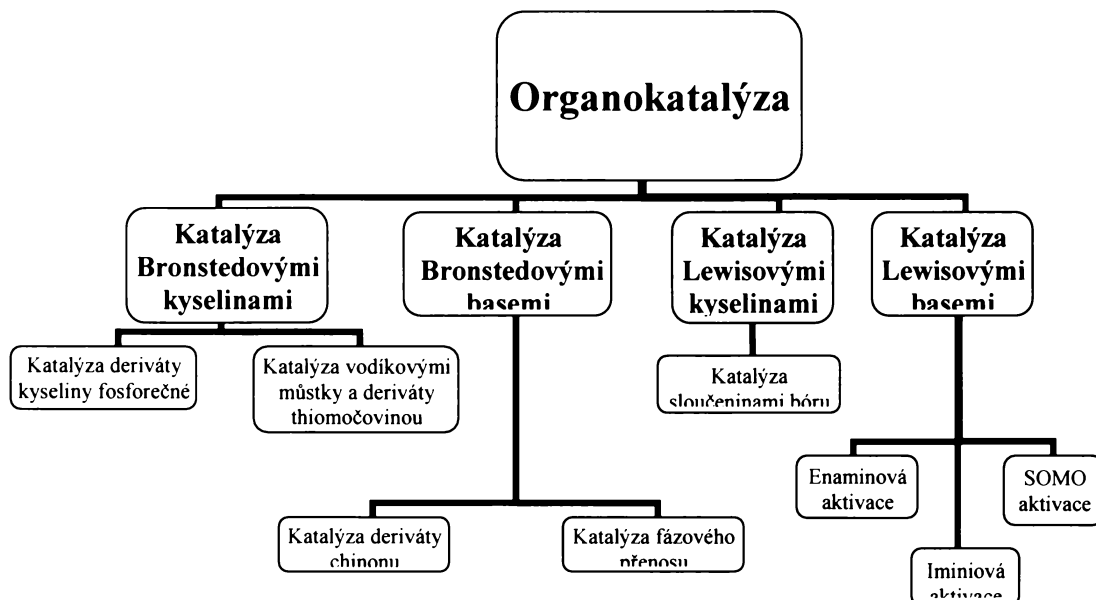 Organokatalýza
Katalýza
Bronstedovými
kyselinami
Katalýza
Bronstedovými
basemi
Katalýza
Lewisovými
kyselinami
Katalýza
Lewisovými
basemi
Katalýza deriváty
kyseliny fosforečné
Katalýza vodíkovými
můstky a deriváty
thiomočovinou
Katalýza
sloučeninami bóru
Enaminová
aktivace
SOMO
aktivace
Katalýza deriváty
chinonu
Katalýza fázového
přenosu
Iminiová
aktivace